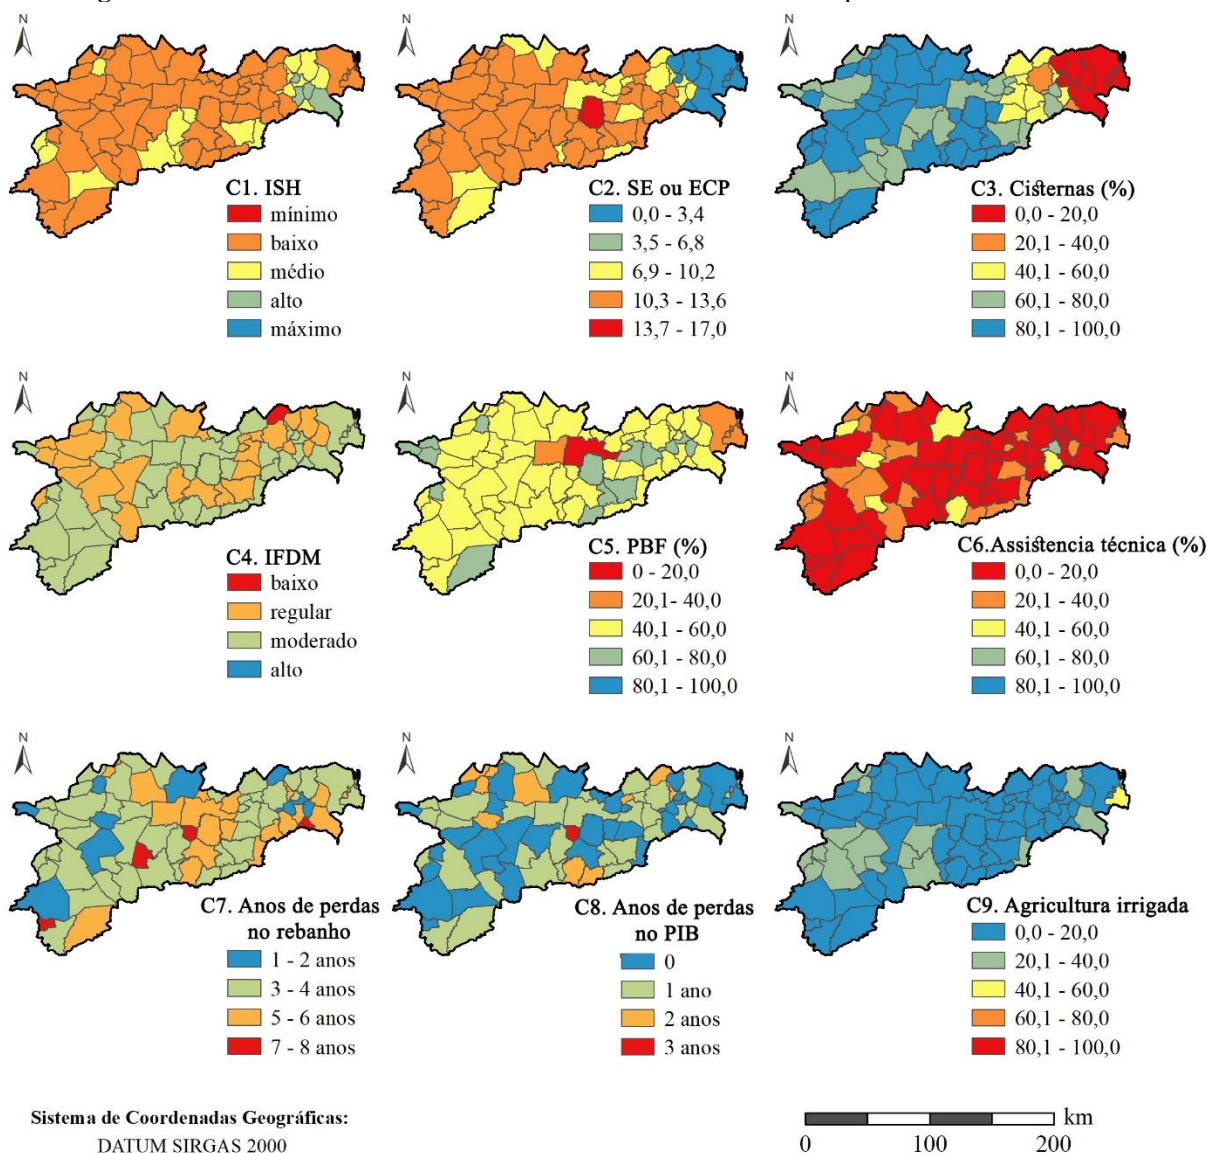 N
N
N
C1. ISH
mínimo
baixo
médio
alto
máximo
C2. SE ou ECP
0,0 - 3,4
3,5 - 6,8
6,9 - 10,2
10,3 - 13,6
13,7 - 17,0
C3. Cisternas (%)
0,0 - 20,0
20,1 - 40,0
40,1 - 60,0
60,1 - 80,0
80,1 - 100,0
N
N
N
C4. IFDM
baixo
regular
moderado
alto
C5. PBF (%)
0 - 20,0
20,1- 40,0
40,1 - 60,0
60,1 - 80,0
80,1 - 100,0
C6.Assistencia técnica (%)
0,0 - 20,0
20,1 - 40,0
40,1 - 60,0
60,1 - 80,0
80,1 - 100,0
N
N
N
C7. Anos de perdas
no rebanho
1 - 2 anos
3 - 4 anos
5 - 6 anos
7 - 8 anos
C8. Anos de perdas
no PIB
0
1 ano
2 anos
3 anos
C9. Agricultura irrigada
0,0 - 20,0
20,1 - 40,0
40,1 - 60,0
60,1 - 80,0
80,1 - 100,0
Sistema de Coordenadas Geográficas:
DATUM SIRGAS 2000
km
0 100 200